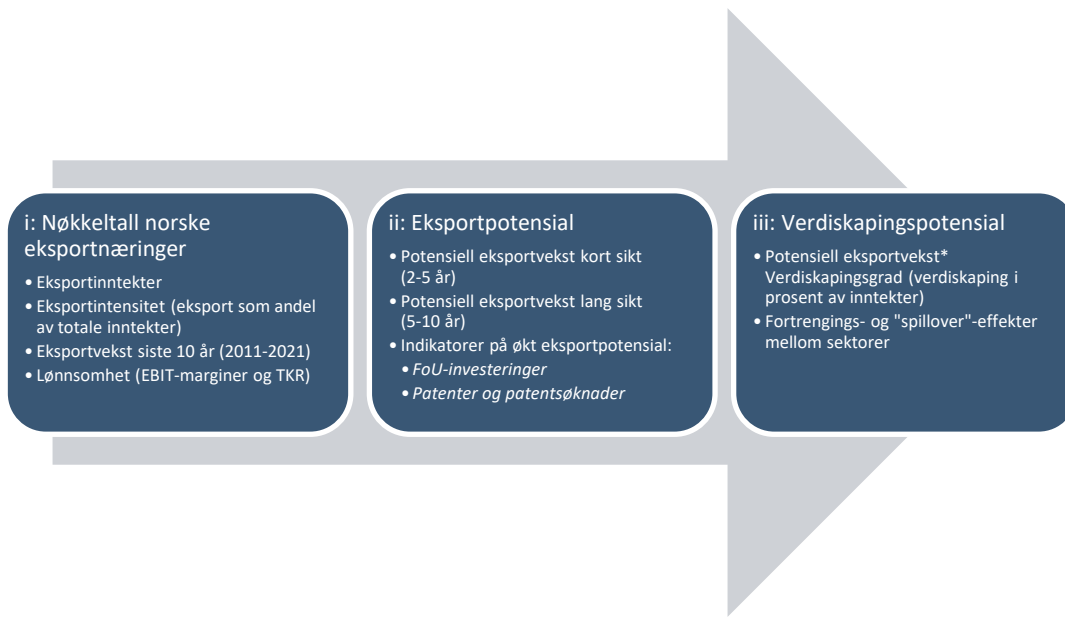 i: Nøkkeltall norske
eksportnæringer
• Eksportinntekter
• Eksportintensitet (eksport som andel
av totale inntekter)
• Eksportvekst siste 10 år (2011-2021)
• Lønnsomhet (EBIT-marginer og TKR)
ii: Eksportpotensial
• Potensiell eksportvekst kort sikt
(2-5 år)
• Potensiell eksportvekst lang sikt
(5-10 år)
• Indikatorer på økt eksportpotensial:
• FoU-investeringer
• Patenter og patentsøknader
iii: Verdiskapingspotensial
• Potensiell eksportvekst*
Verdiskapingsgrad (verdiskaping i
prosent av inntekter)
• Fortrengings- og "spillover"-effekter
mellom sektorer